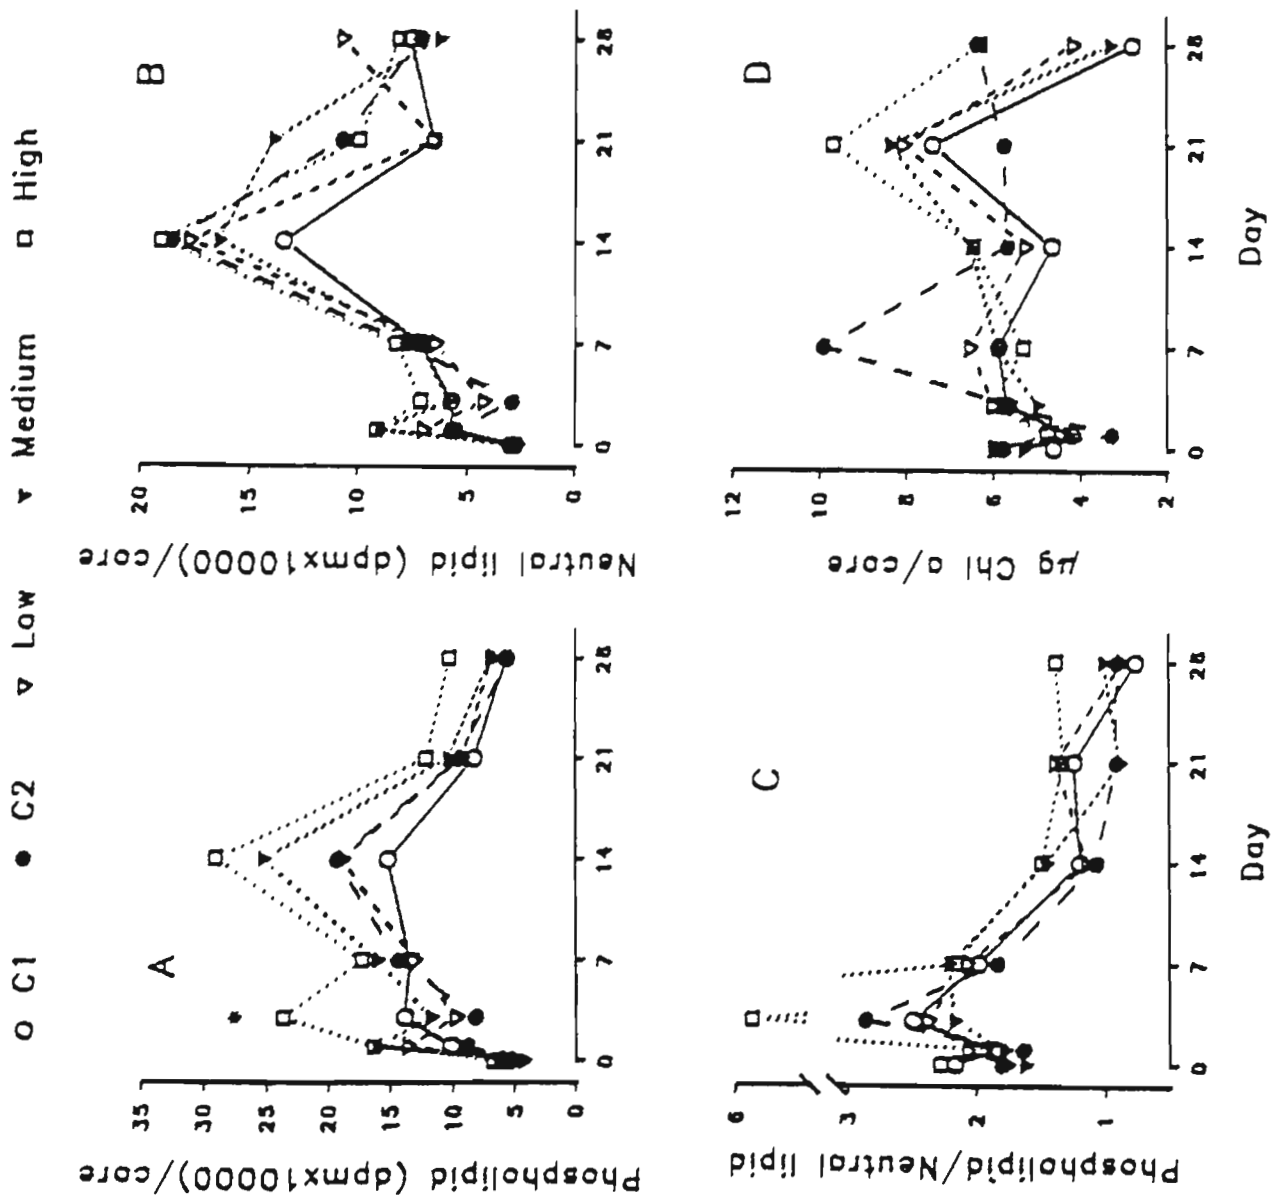 O C1 ● C2 ▽ Low ▼ Medium □ High
A
*
Phospholipid (dpmx10000)/core
35 30 25 20 15 10 5 0
0 7 14 21 28
B
Neutral lipid (dpmx10000)/core
20 15 10 5 0
0 7 14 21 28
C
Phospholipid/Neutral lipid
6 3 2 1
0 7 14 21 28
Day
D
µg Chl a/core
12 10 8 6 4 2
0 7 14 21 28
Day